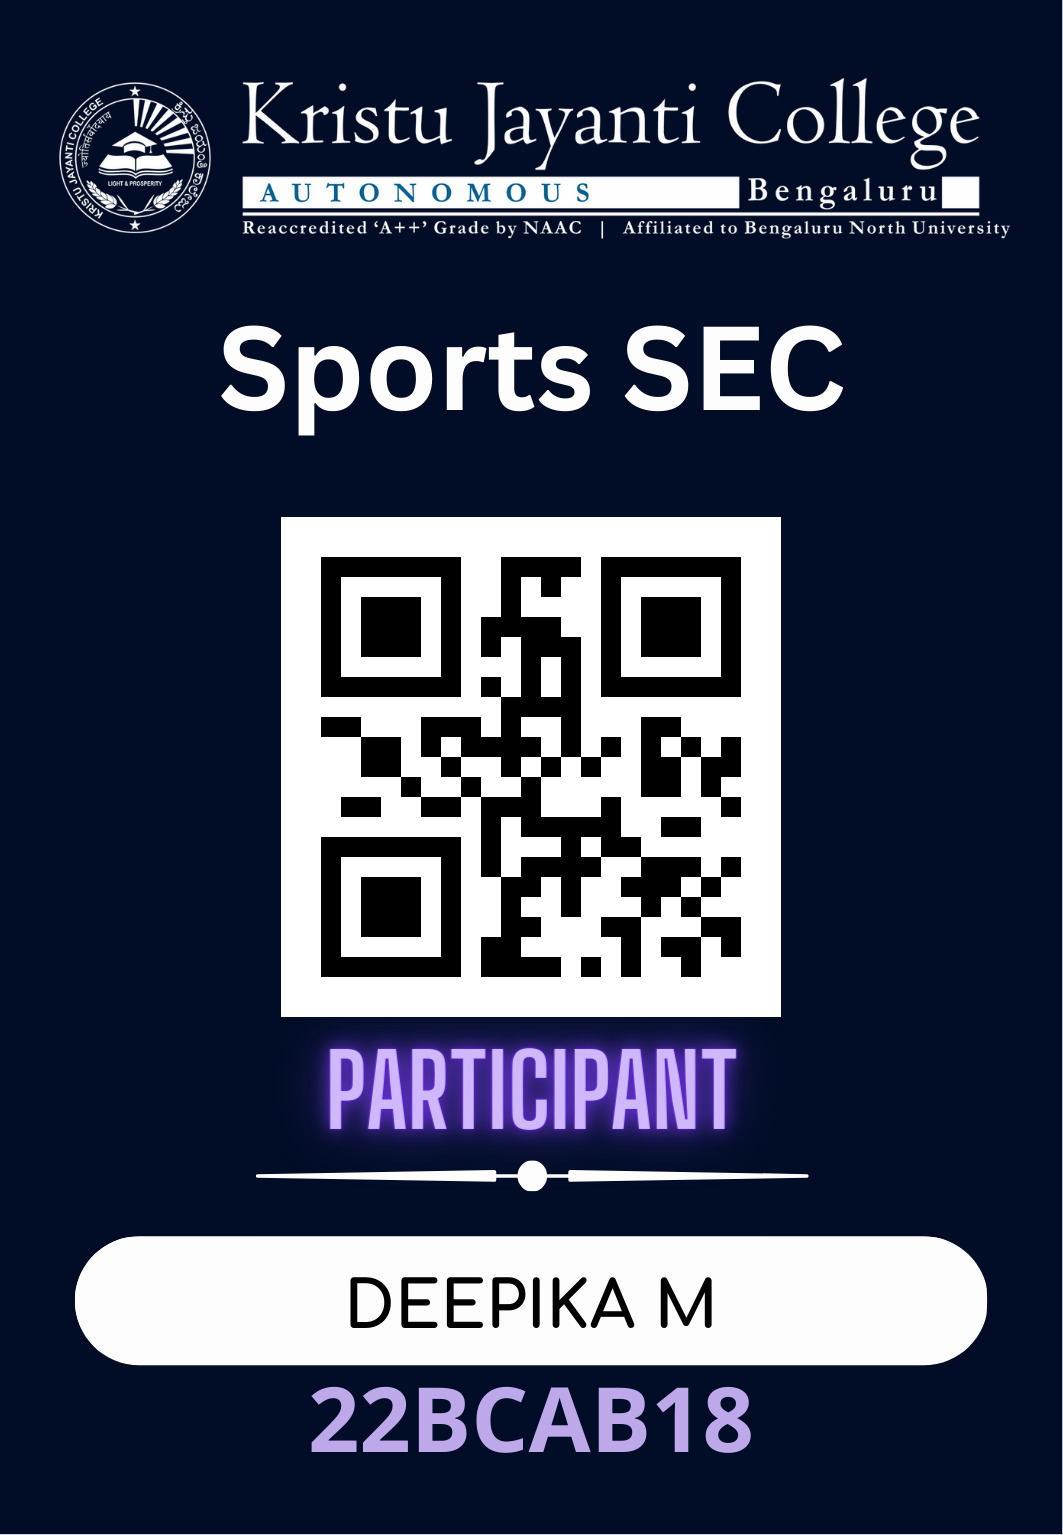 KRISTU JAYANTI COLLEGE
ಕ್ರಿಸ್ತು ಜಯಂತಿ ಕಾಲೇಜು
LIGHT & PROSPERITY
Kristu Jayanti College
AUTONOMOUS Bengaluru
Reaccredited ‘A++’ Grade by NAAC | Affiliated to Bengaluru North University
Sports SEC
PARTICIPANT
DEEPIKA M
22BCAB18